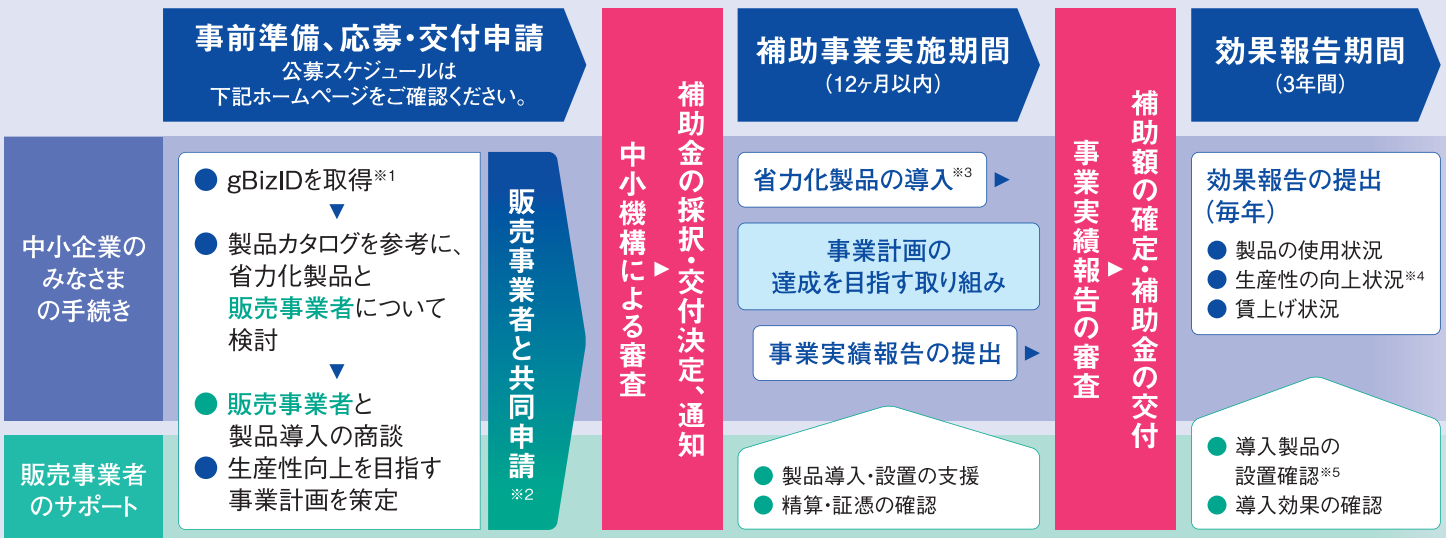 事前準備、応募・交付申請
公募スケジュールは
下記ホームページをご確認ください。
中小機構による審査
補助金の採択・交付決定、通知
補助事業実施期間
(12ヶ月以内)
事業実績報告の審査
補助額の確定・補助金の交付
効果報告期間
(3年間)
中小企業の
みなさま
の手続き
● gBizIDを取得※1
▼
● 製品カタログを参考に、
省力化製品と
販売事業者について
検討
▼
● 販売事業者と
製品導入の商談
● 生産性向上を目指す
事業計画を策定
販売事業者と共同申請
※2
▶
省力化製品の導入※3 ▶
事業計画の
達成を目指す取り組み
事業実績報告の提出 ▶
▶
効果報告の提出
(毎年)
● 製品の使用状況
● 生産性の向上状況※4
● 賃上げ状況
販売事業者
のサポート
● 製品導入・設置の支援
● 精算・証憑の確認
● 導入製品の
設置確認※5
● 導入効果の確認